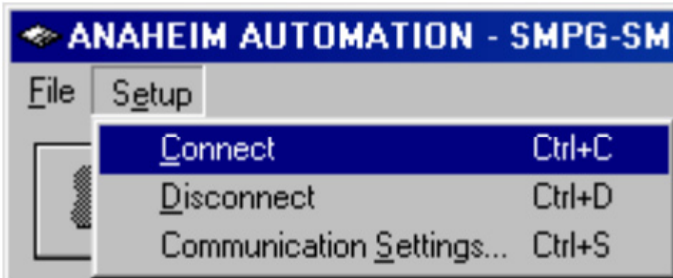 ANAHEIM AUTOMATION - SMPG-SM
File Setup
Connect Ctrl+C
Disconnect Ctrl+D
Communication Settings... Ctrl+S